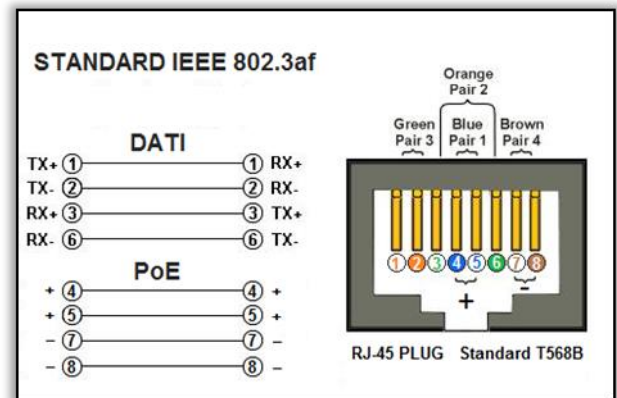 STANDARD IEEE 802.3af
DATI
TX+ 1 1 RX+
TX- 2 2 RX-
RX+ 3 3 TX+
RX- 6 6 TX-
PoE
+ 4 4 +
+ 5 5 +
– 7 7 –
– 8 8 –
Orange
Pair 2
Green Blue Brown
Pair 3 Pair 1 Pair 4
1 2 3 4 5 6 7 8
+ -
RJ-45 PLUG Standard T568B